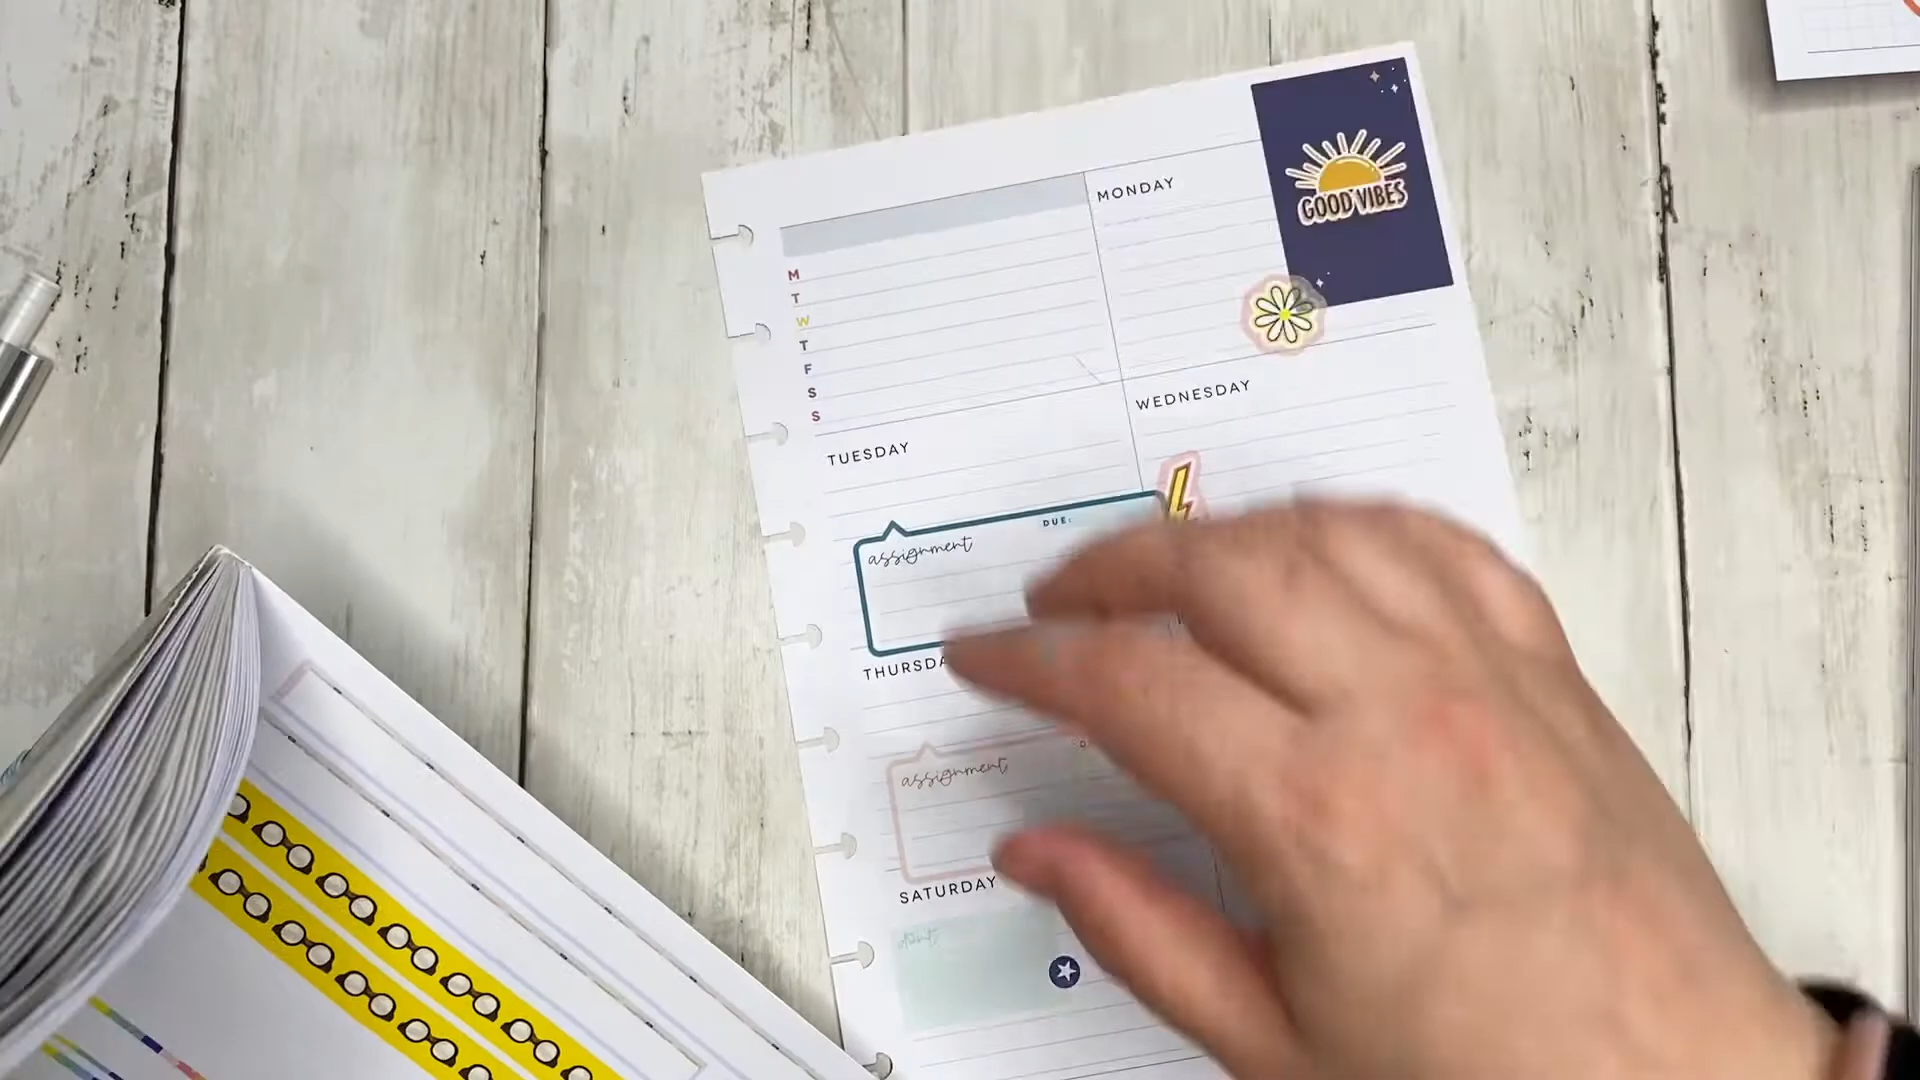 MONDAY
GOOD VIBES
M
T
W
T
F
S
S
TUESDAY
WEDNESDAY
DUE:
assignment
THURSDA
assignment
SATURDAY